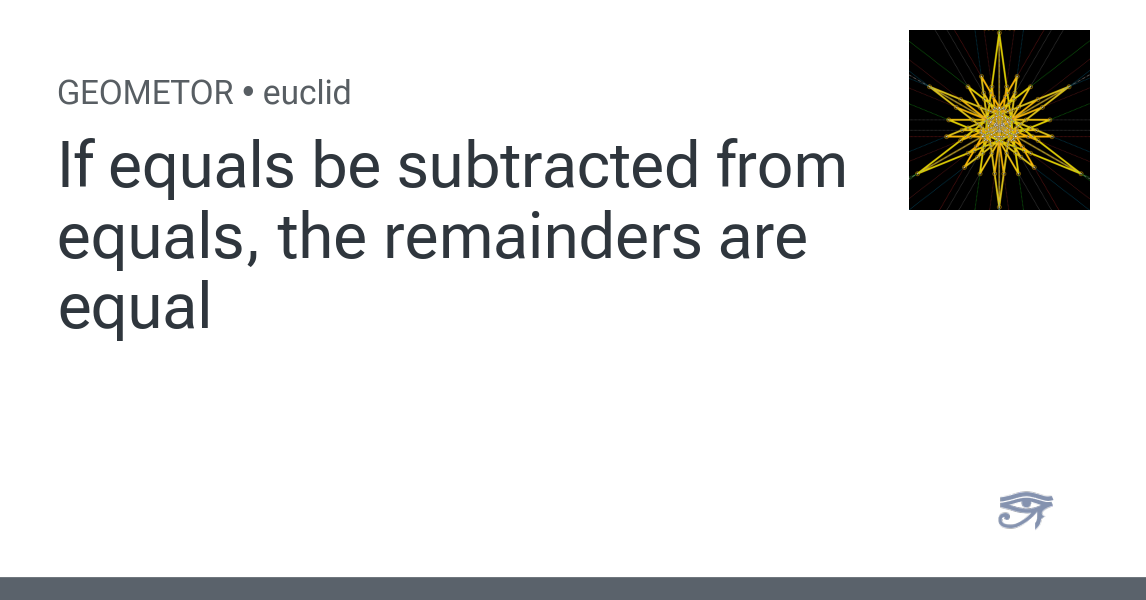 GEOMETOR • euclid
If equals be subtracted from
equals, the remainders are
equal